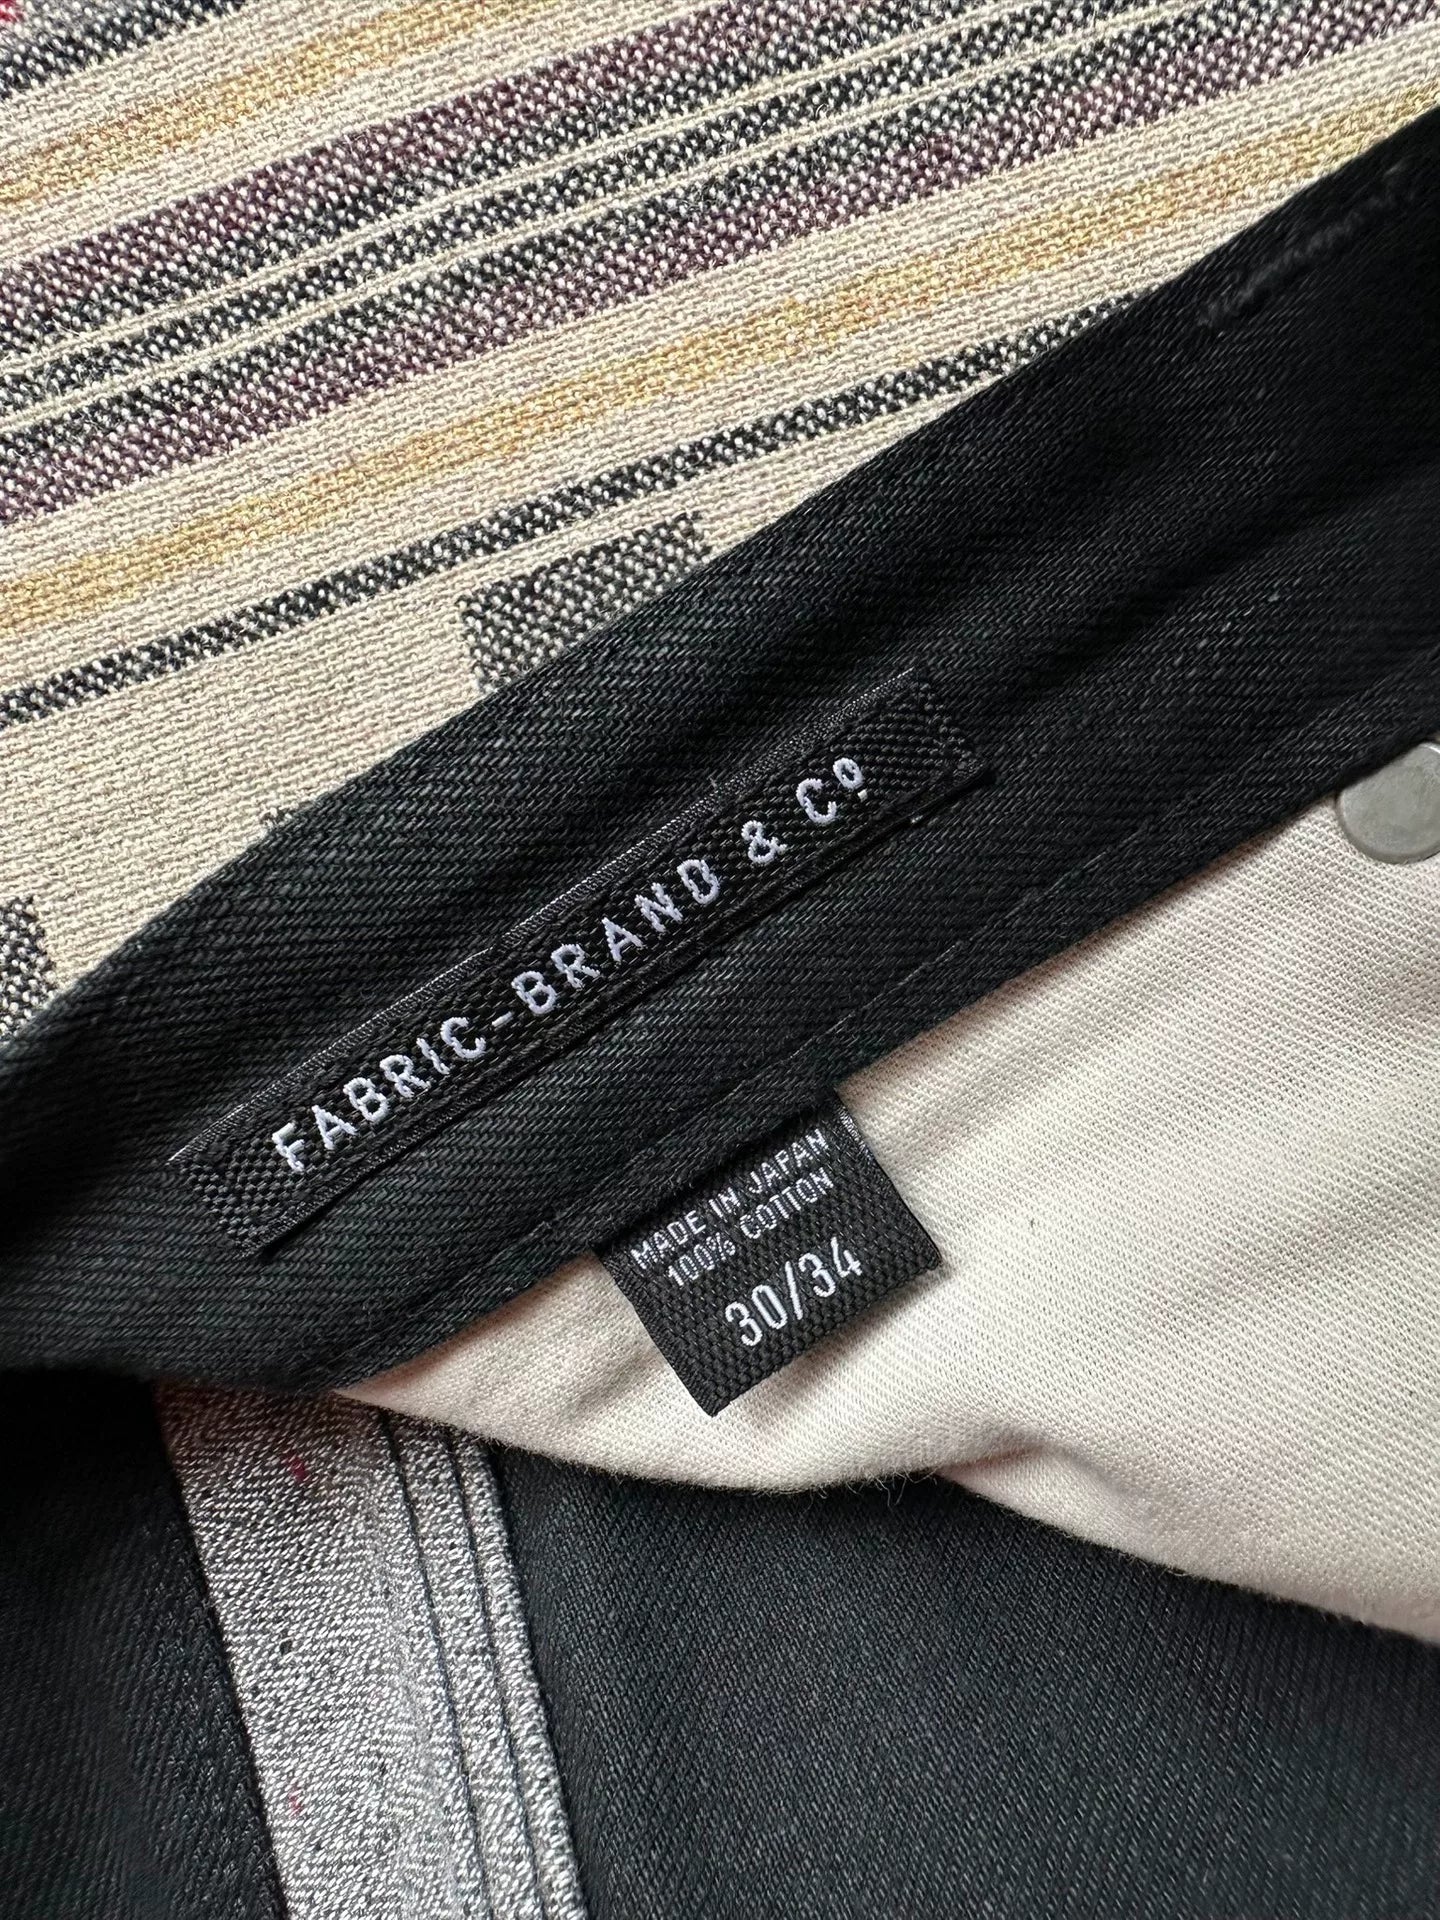 FABRIC-BRAND & Cº
MADE IN JAPAN
100% COTTON
30/34